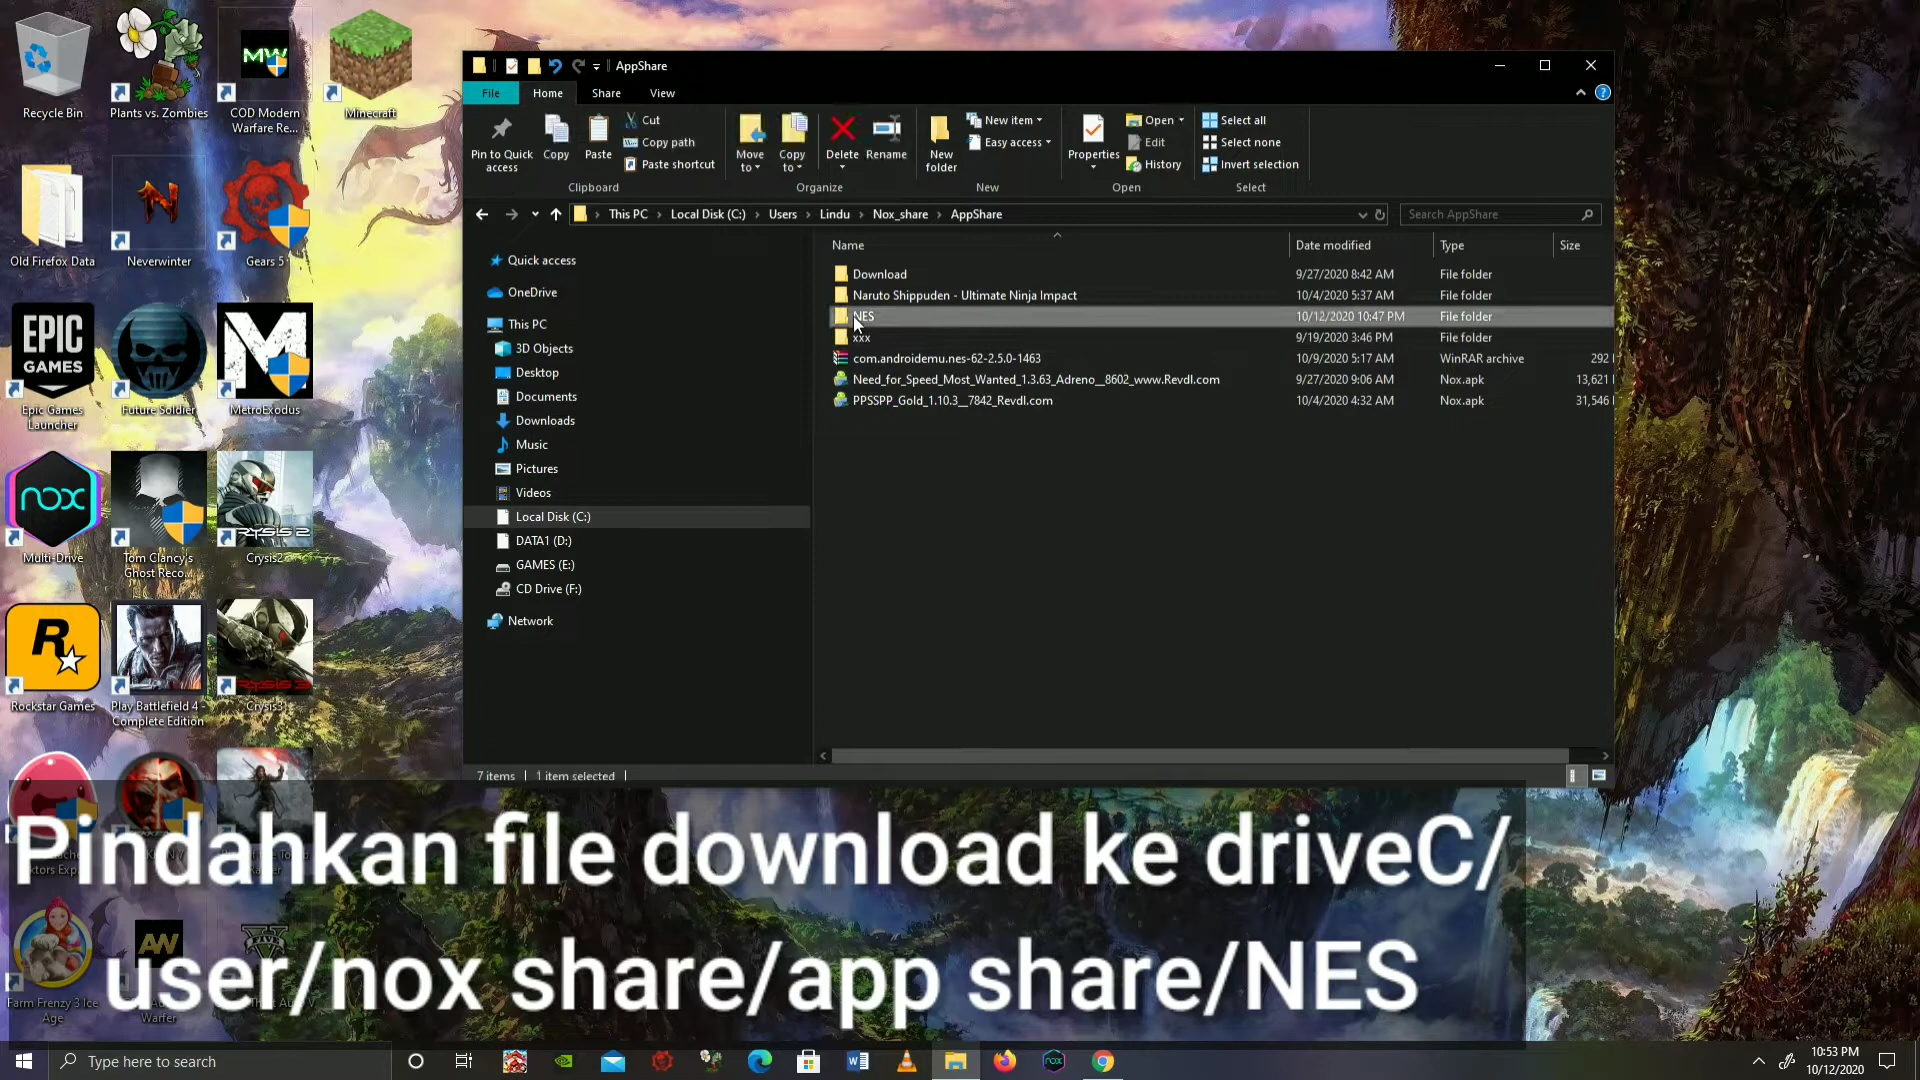 Recycle Bin
Plants vs. Zombies
MW
COD Modern
Warfare Re...
Minecraft
Old Firefox Data
N
Neverwinter
Gears 5
EPIC
GAMES
Epic Games
Launcher
Future Soldier
MetroExodus
nox
Multi-Drive
Tom Clancy's
Ghost Reco...
Crysis2
R
Rockstar Games
Play Battlefield 4 -
Complete Edition
Crysis3
AppShare
File
Home
Share
View
Pin to Quick
access
Copy
Paste
Cut
Copy path
Paste shortcut
Clipboard
Move
to
Copy
to
Delete
Rename
Organize
New
folder
New item
Easy access
New
Properties
Open
Edit
History
Open
Select all
Select none
Invert selection
Select
This PC > Local Disk (C:) > Users > Lindu > Nox_share > AppShare
Search AppShare
Quick access
OneDrive
This PC
3D Objects
Desktop
Documents
Downloads
Music
Pictures
Videos
Local Disk (C:)
DATA1 (D:)
GAMES (E:)
CD Drive (F:)
Network
Name Date modified Type Size
Download 9/27/2020 8:42 AM File folder
Naruto Shippuden - Ultimate Ninja Impact 10/4/2020 5:37 AM File folder
NES 10/12/2020 10:47 PM File folder
xxx 9/19/2020 3:46 PM File folder
com.androidemu.nes-62-2.5.0-1463 10/9/2020 5:17 AM WinRAR archive 292
Need_for_Speed_Most_Wanted_1.3.63_Adreno__8602_www.Revdl.com 9/27/2020 9:06 AM Nox.apk 13,621
PPSSPP_Gold_1.10.3__7842_Revdl.com 10/4/2020 4:32 AM Nox.apk 31,546
7 items
1 item selected
Pindahkan file download ke driveC/
user/nox share/app share/NES
AW
Farm Frenzy 3 Ice
Age
Type here to search
10:53 PM
10/12/2020